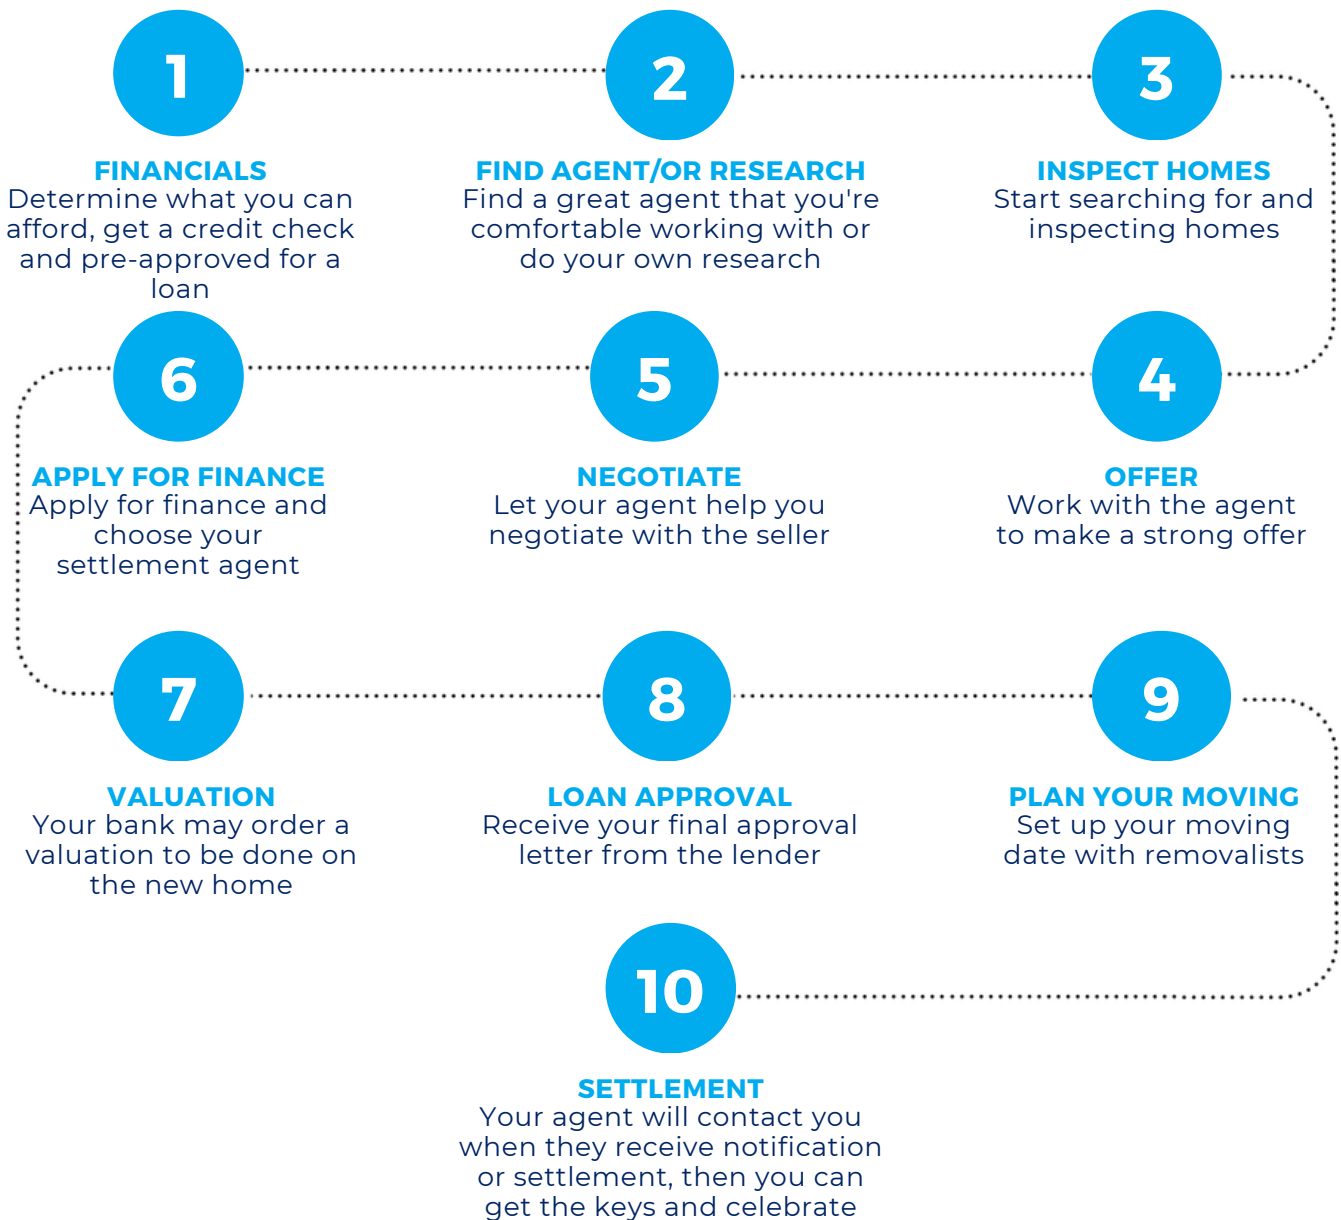 1
FINANCIALS
Determine what you can
afford, get a credit check
and pre-approved for a
loan
2
FIND AGENT/OR RESEARCH
Find a great agent that you're
comfortable working with or
do your own research
3
INSPECT HOMES
Start searching for and
inspecting homes
4
OFFER
Work with the agent
to make a strong offer
5
NEGOTIATE
Let your agent help you
negotiate with the seller
6
APPLY FOR FINANCE
Apply for finance and
choose your
settlement agent
7
VALUATION
Your bank may order a
valuation to be done on
the new home
8
LOAN APPROVAL
Receive your final approval
letter from the lender
9
PLAN YOUR MOVING
Set up your moving
date with removalists
10
SETTLEMENT
Your agent will contact you
when they receive notification
or settlement, then you can
get the keys and celebrate